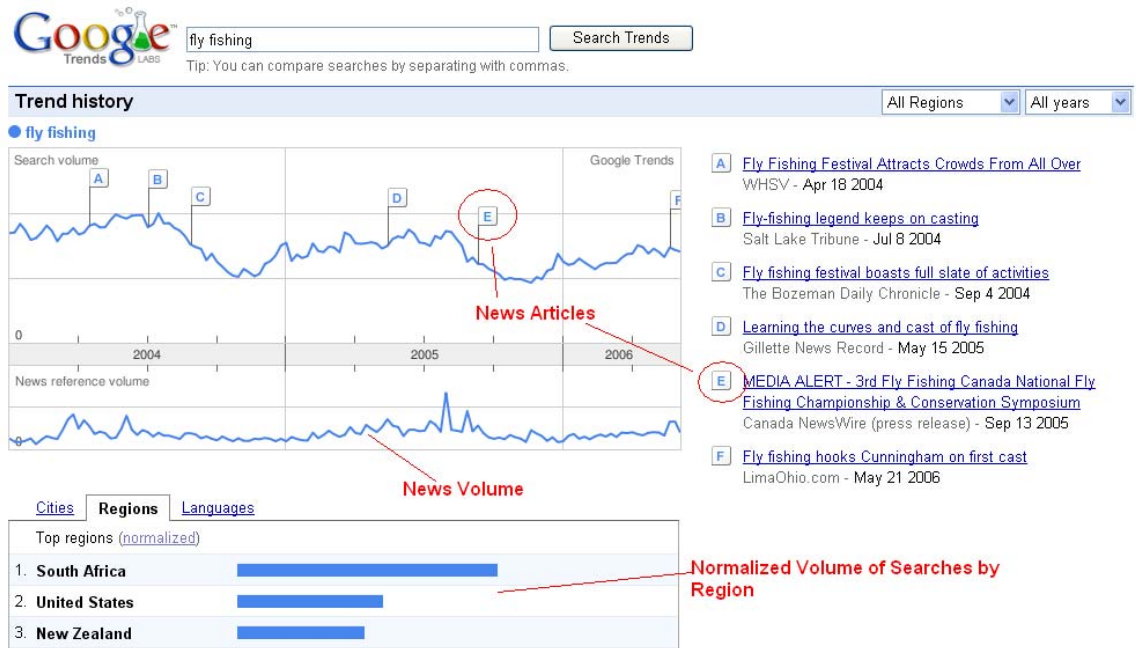 Google™
Trends LABS
fly fishing
Search Trends
Tip: You can compare searches by separating with commas.
Trend history
All Regions
All years
fly fishing
Search volume
Google Trends
A
B
C
D
E
F
0
2004
2005
2006
News reference volume
0
A Fly Fishing Festival Attracts Crowds From All Over
WHSV - Apr 18 2004
B Fly-fishing legend keeps on casting
Salt Lake Tribune - Jul 8 2004
C Fly fishing festival boasts full slate of activities
The Bozeman Daily Chronicle - Sep 4 2004
D Learning the curves and cast of fly fishing
Gillette News Record - May 15 2005
E MEDIA ALERT - 3rd Fly Fishing Canada National Fly
Fishing Championship & Conservation Symposium
Canada NewsWire (press release) - Sep 13 2005
F Fly fishing hooks Cunningham on first cast
LimaOhio.com - May 21 2006
News Articles
News Volume
Cities Regions Languages
Top regions (normalized)
1. South Africa
2. United States
3. New Zealand
Normalized Volume of Searches by
Region